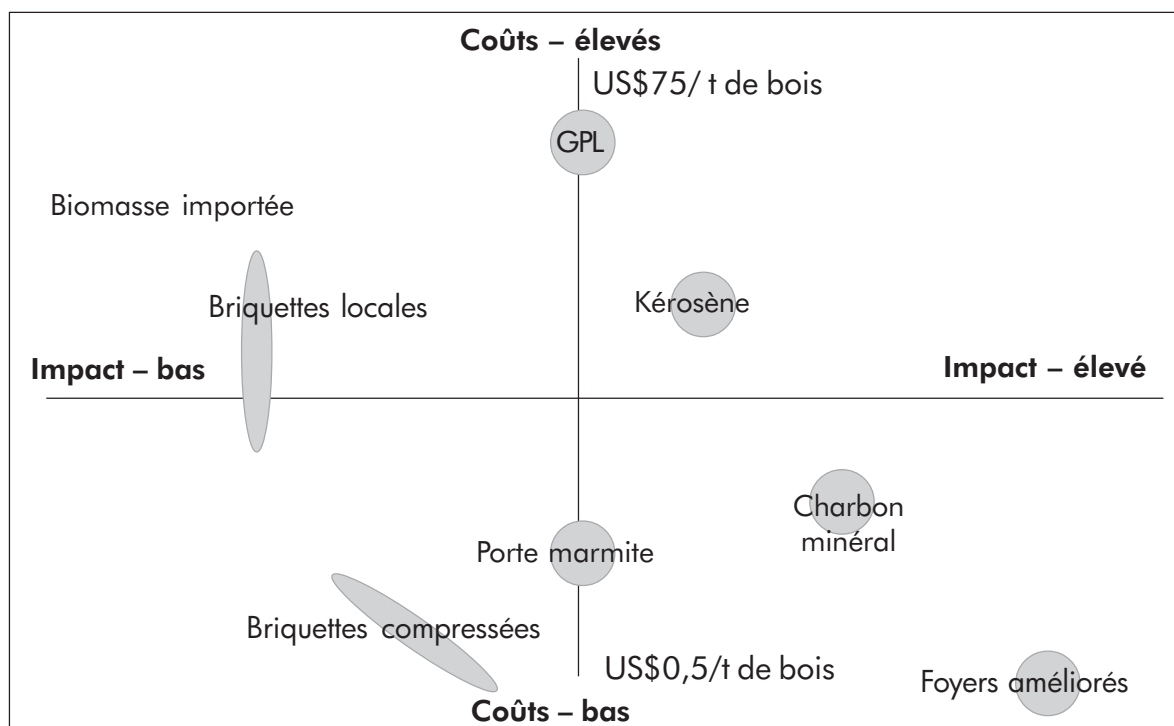 Coûts – élevés
US$75/ t de bois
GPL
Biomasse importée
Briquettes locales
Kérosène
Impact – bas
Impact – élevé
Charbon
minéral
Porte marmite
Briquettes compressées
US$0,5/t de bois
Foyers améliorés
Coûts – bas